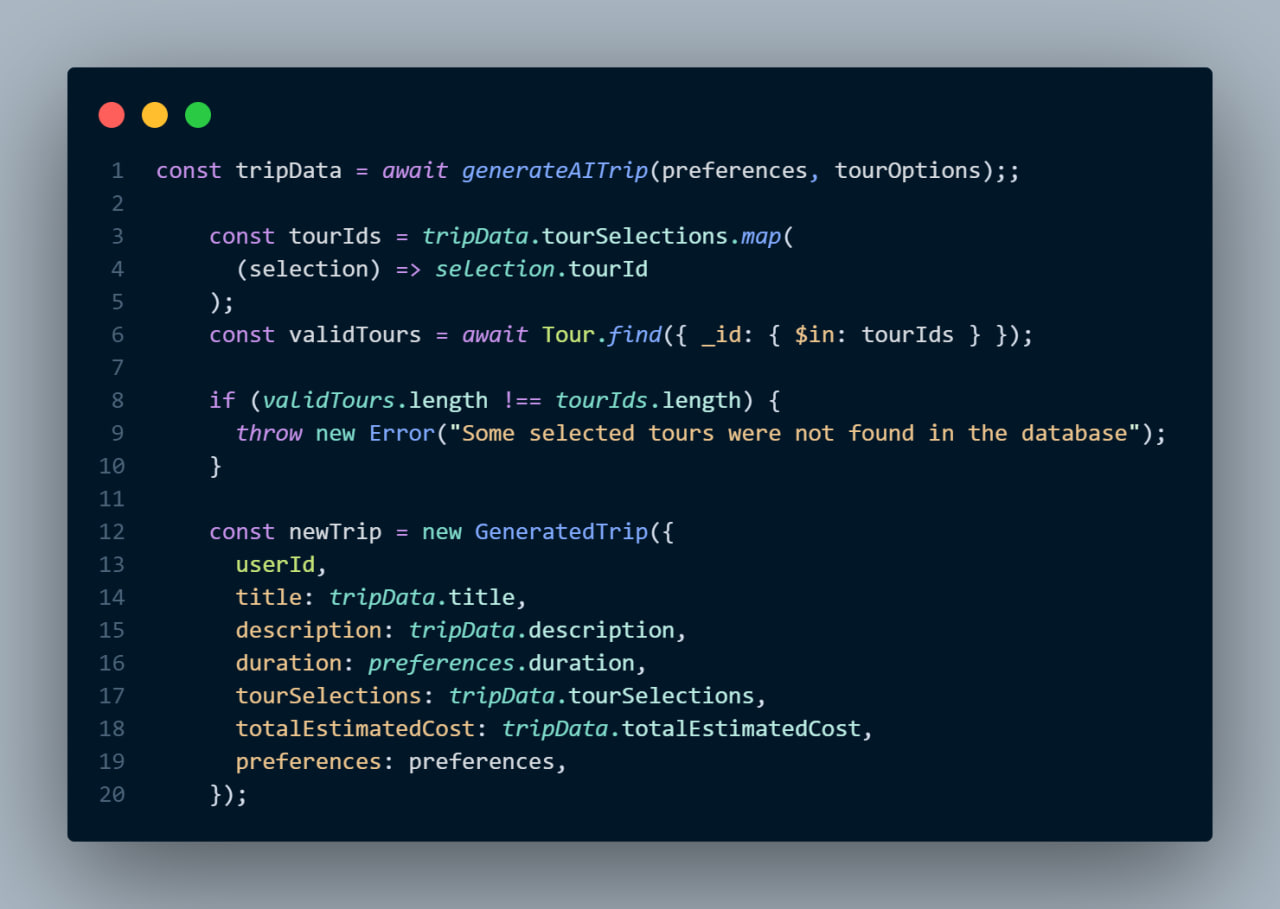 1 const tripData = await generateAITrip(preferences, tourOptions);;
2
3     const tourIds = tripData.tourSelections.map(
4       (selection) => selection.tourId
5     );
6     const validTours = await Tour.find({ _id: { $in: tourIds } });
7
8     if (validTours.length !== tourIds.length) {
9       throw new Error("Some selected tours were not found in the database");
10     }
11
12     const newTrip = new GeneratedTrip({
13       userId,
14       title: tripData.title,
15       description: tripData.description,
16       duration: preferences.duration,
17       tourSelections: tripData.tourSelections,
18       totalEstimatedCost: tripData.totalEstimatedCost,
19       preferences: preferences,
20     });